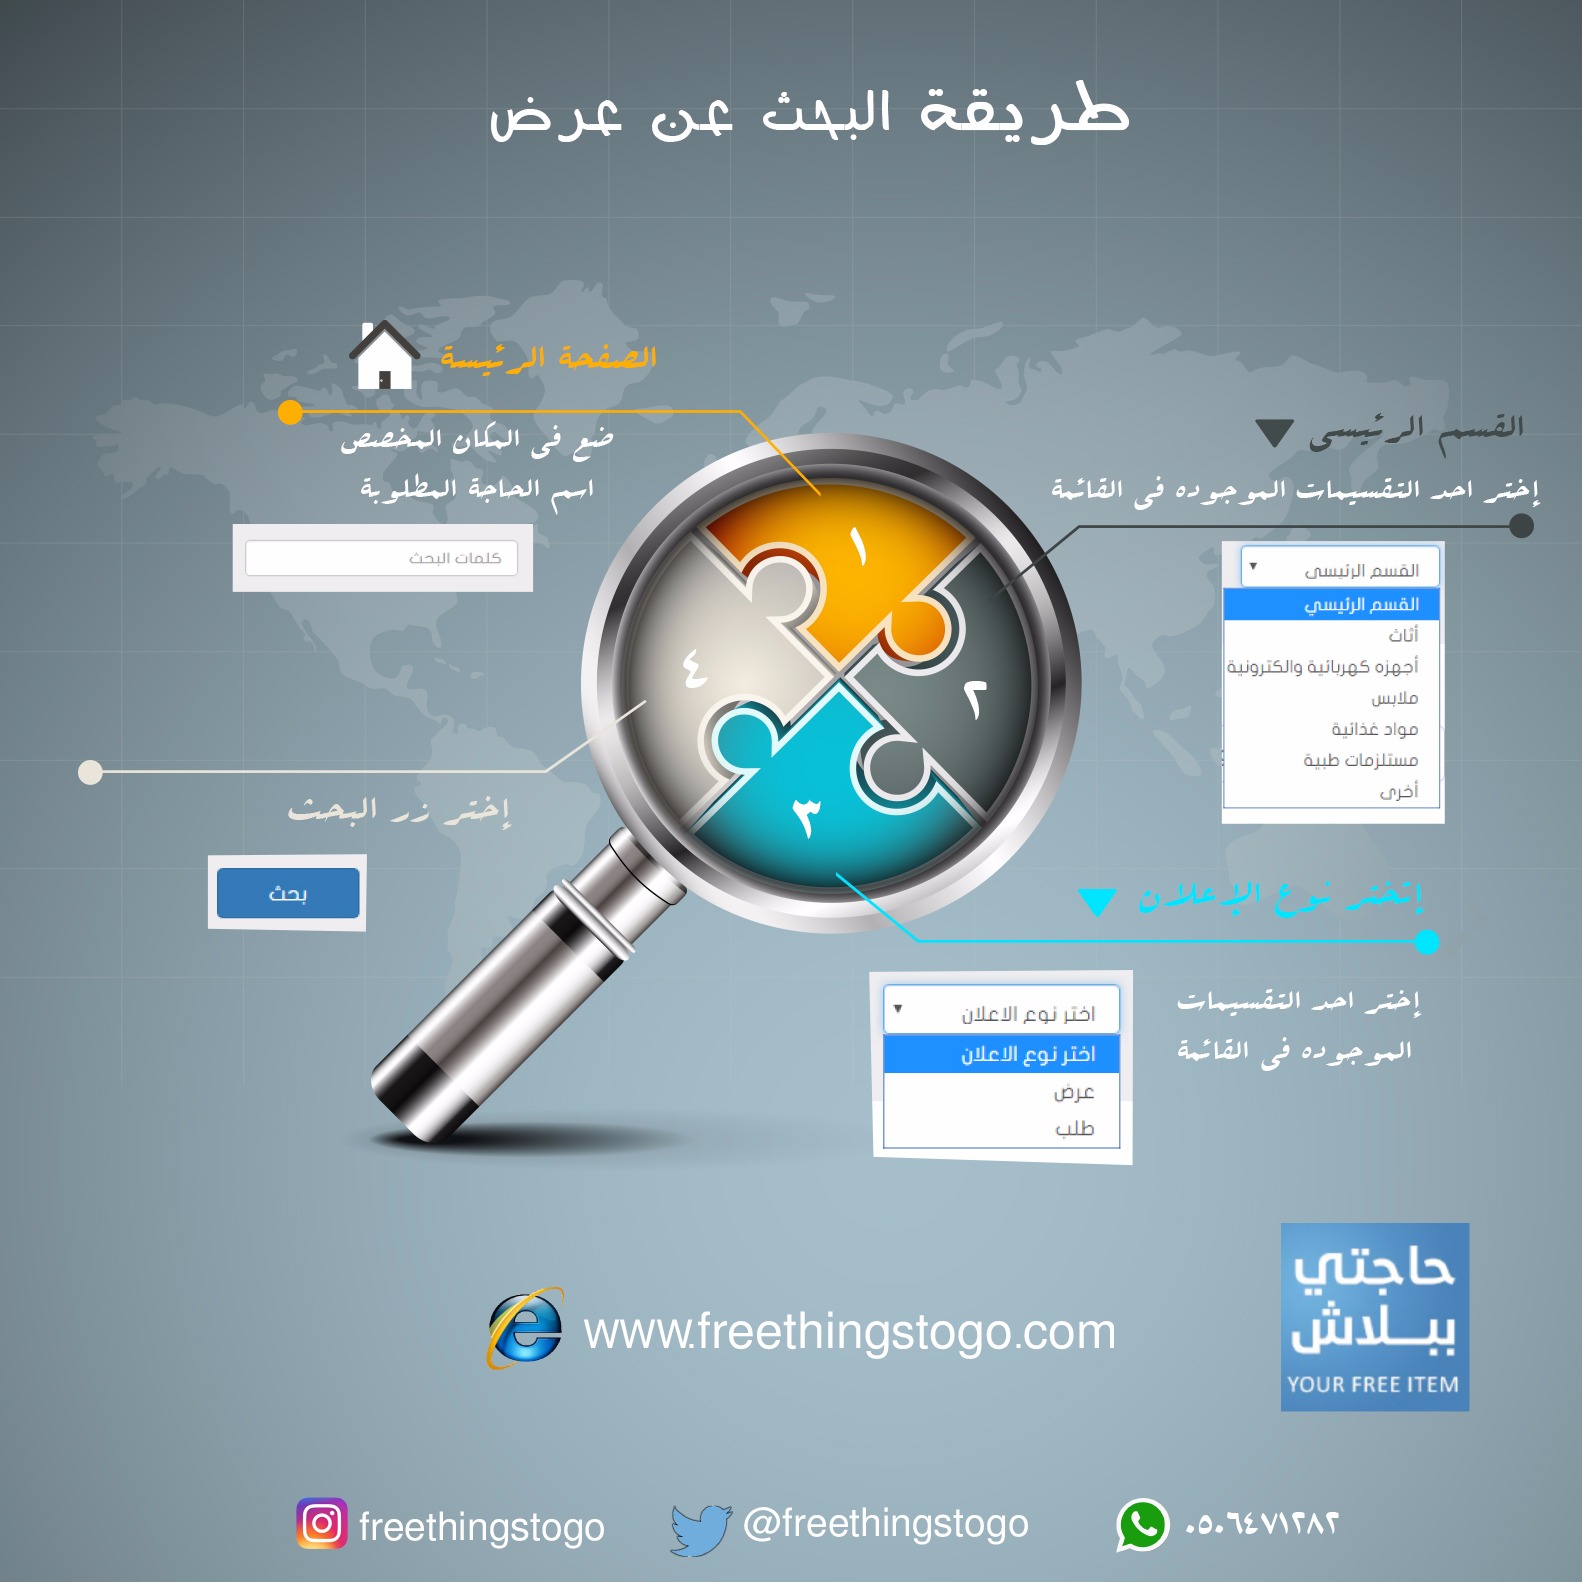 طريقة البحث عن عرض
الصفحة الرئيسة
ضع فى المكان المخصص
اسم الحاجة المطلوبة
كلمات البحث
١
القسم الرئيسى
إختر احد التقسيمات الموجوده فى القائمة
القسم الرئيسي
القسم الرئيسي
أثاث
أجهزه كهربائية والكترونية
ملابس
مواد غذائية
مستلزمات طبية
أخرى
٢
إتختر نوع الإعلان
إختر احد التقسيمات
الموجوده فى القائمة
اختر نوع الاعلان
اختر نوع الاعلان
عرض
طلب
٣
٤
إختر زر البحث
بحث
www.freethingstogo.com
حاجتي
ببلاش
YOUR FREE ITEM
freethingstogo
@freethingstogo
٠٥٠٦٤٧١٢٨٢